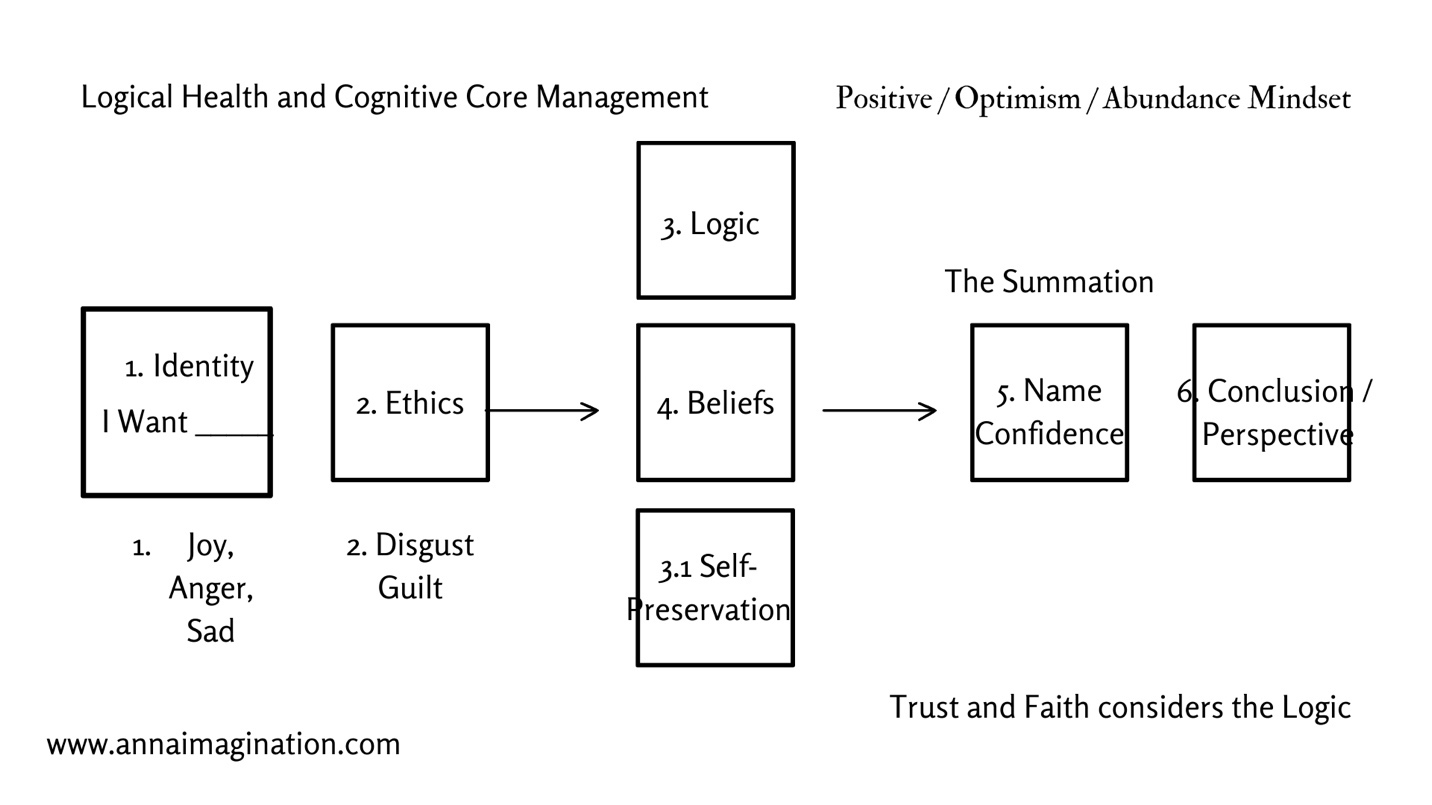 Logical Health and Cognitive Core Management
Positive / Optimism / Abundance Mindset
3. Logic
The Summation
1. Identity
I Want _____
2. Ethics
4. Beliefs
5. Name
Confidence
6. Conclusion /
Perspective
1. Joy,
Anger,
Sad
2. Disgust
Guilt
3.1 Self-
Preservation
Trust and Faith considers the Logic
www.annaimagination.com